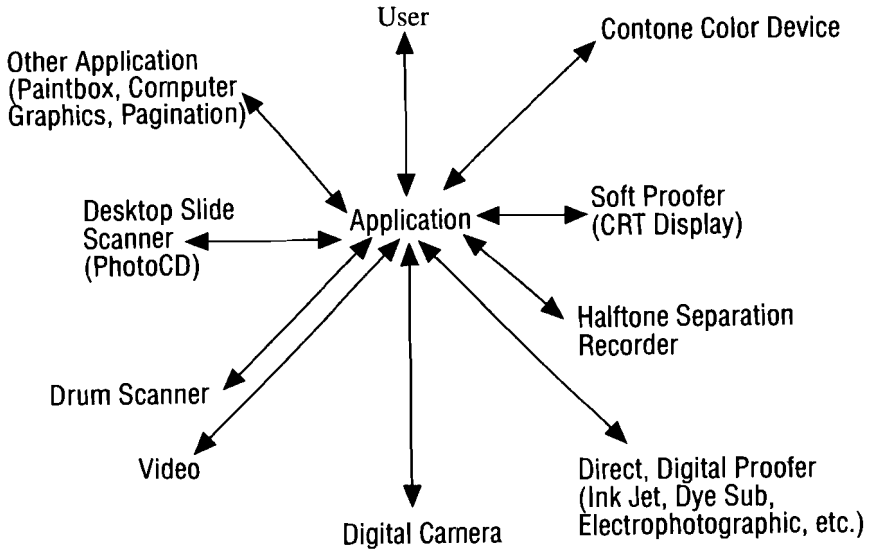 User
Contone Color Device
Other Application
(Paintbox, Computer
Graphics, Pagination)
Desktop Slide
Scanner
(PhotoCD)
Application
Soft Proofer
(CRT Display)
Halftone Separation
Recorder
Drum Scanner
Video
Digital Camera
Direct, Digital Proofer
(Ink Jet, Dye Sub,
Electrophotographic, etc.)